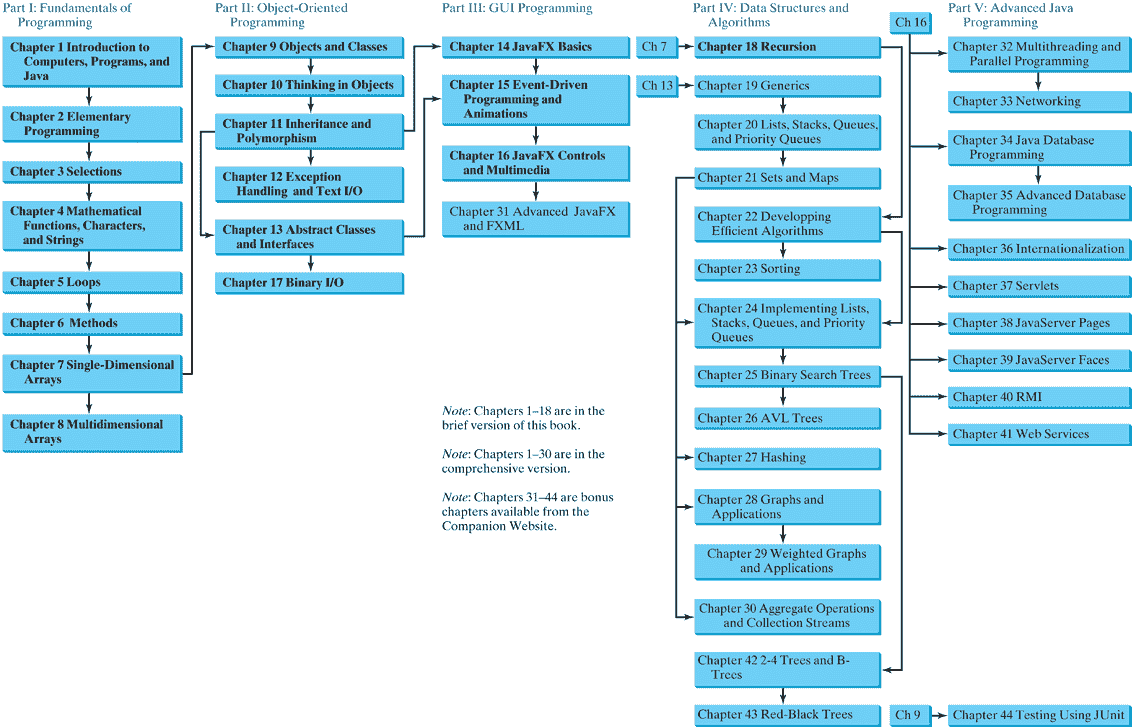 Part I: Fundamentals of
Programming
Chapter 1 Introduction to
Computers, Programs, and
Java
Chapter 2 Elementary
Programming
Chapter 3 Selections
Chapter 4 Mathematical
Functions, Characters,
and Strings
Chapter 5 Loops
Chapter 6 Methods
Chapter 7 Single-Dimensional
Arrays
Chapter 8 Multidimensional
Arrays
Part II: Object-Oriented
Programming
Chapter 9 Objects and Classes
Chapter 10 Thinking in Objects
Chapter 11 Inheritance and
Polymorphism
Chapter 12 Exception
Handling and Text I/O
Chapter 13 Abstract Classes
and Interfaces
Chapter 17 Binary I/O
Part III: GUI Programming
Chapter 14 JavaFX Basics
Chapter 15 Event-Driven
Programming and
Animations
Chapter 16 JavaFX Controls
and Multimedia
Chapter 31 Advanced JavaFX
and FXML
Note: Chapters 1–18 are in the
brief version of this book.
Note: Chapters 1–30 are in the
comprehensive version.
Note: Chapters 31–44 are bonus
chapters available from the
Companion Website.
Part IV: Data Structures and
Algorithms
Ch 7
Chapter 18 Recursion
Ch 13
Chapter 19 Generics
Chapter 20 Lists, Stacks, Queues,
and Priority Queues
Chapter 21 Sets and Maps
Chapter 22 Developping
Efficient Algorithms
Chapter 23 Sorting
Chapter 24 Implementing Lists,
Stacks, Queues, and Priority
Queues
Chapter 25 Binary Search Trees
Chapter 26 AVL Trees
Chapter 27 Hashing
Chapter 28 Graphs and
Applications
Chapter 29 Weighted Graphs
and Applications
Chapter 30 Aggregate Operations
and Collection Streams
Chapter 42 2-4 Trees and B-
Trees
Chapter 43 Red-Black Trees
Ch 16
Part V: Advanced Java
Programming
Chapter 32 Multithreading and
Parallel Programming
Chapter 33 Networking
Chapter 34 Java Database
Programming
Chapter 35 Advanced Database
Programming
Chapter 36 Internationalization
Chapter 37 Servlets
Chapter 38 JavaServer Pages
Chapter 39 JavaServer Faces
Chapter 40 RMI
Chapter 41 Web Services
Ch 9
Chapter 44 Testing Using JUnit